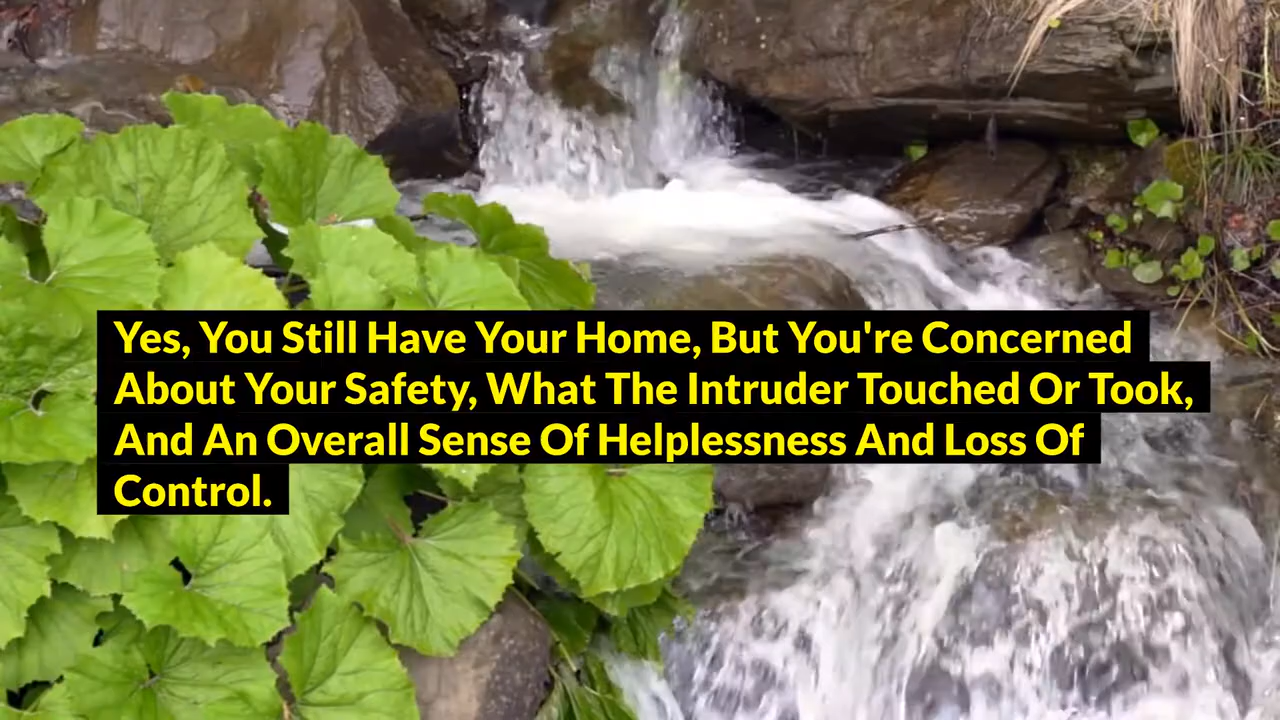 Yes, You Still Have Your Home, But You're Concerned
About Your Safety, What The Intruder Touched Or Took,
And An Overall Sense Of Helplessness And Loss Of
Control.